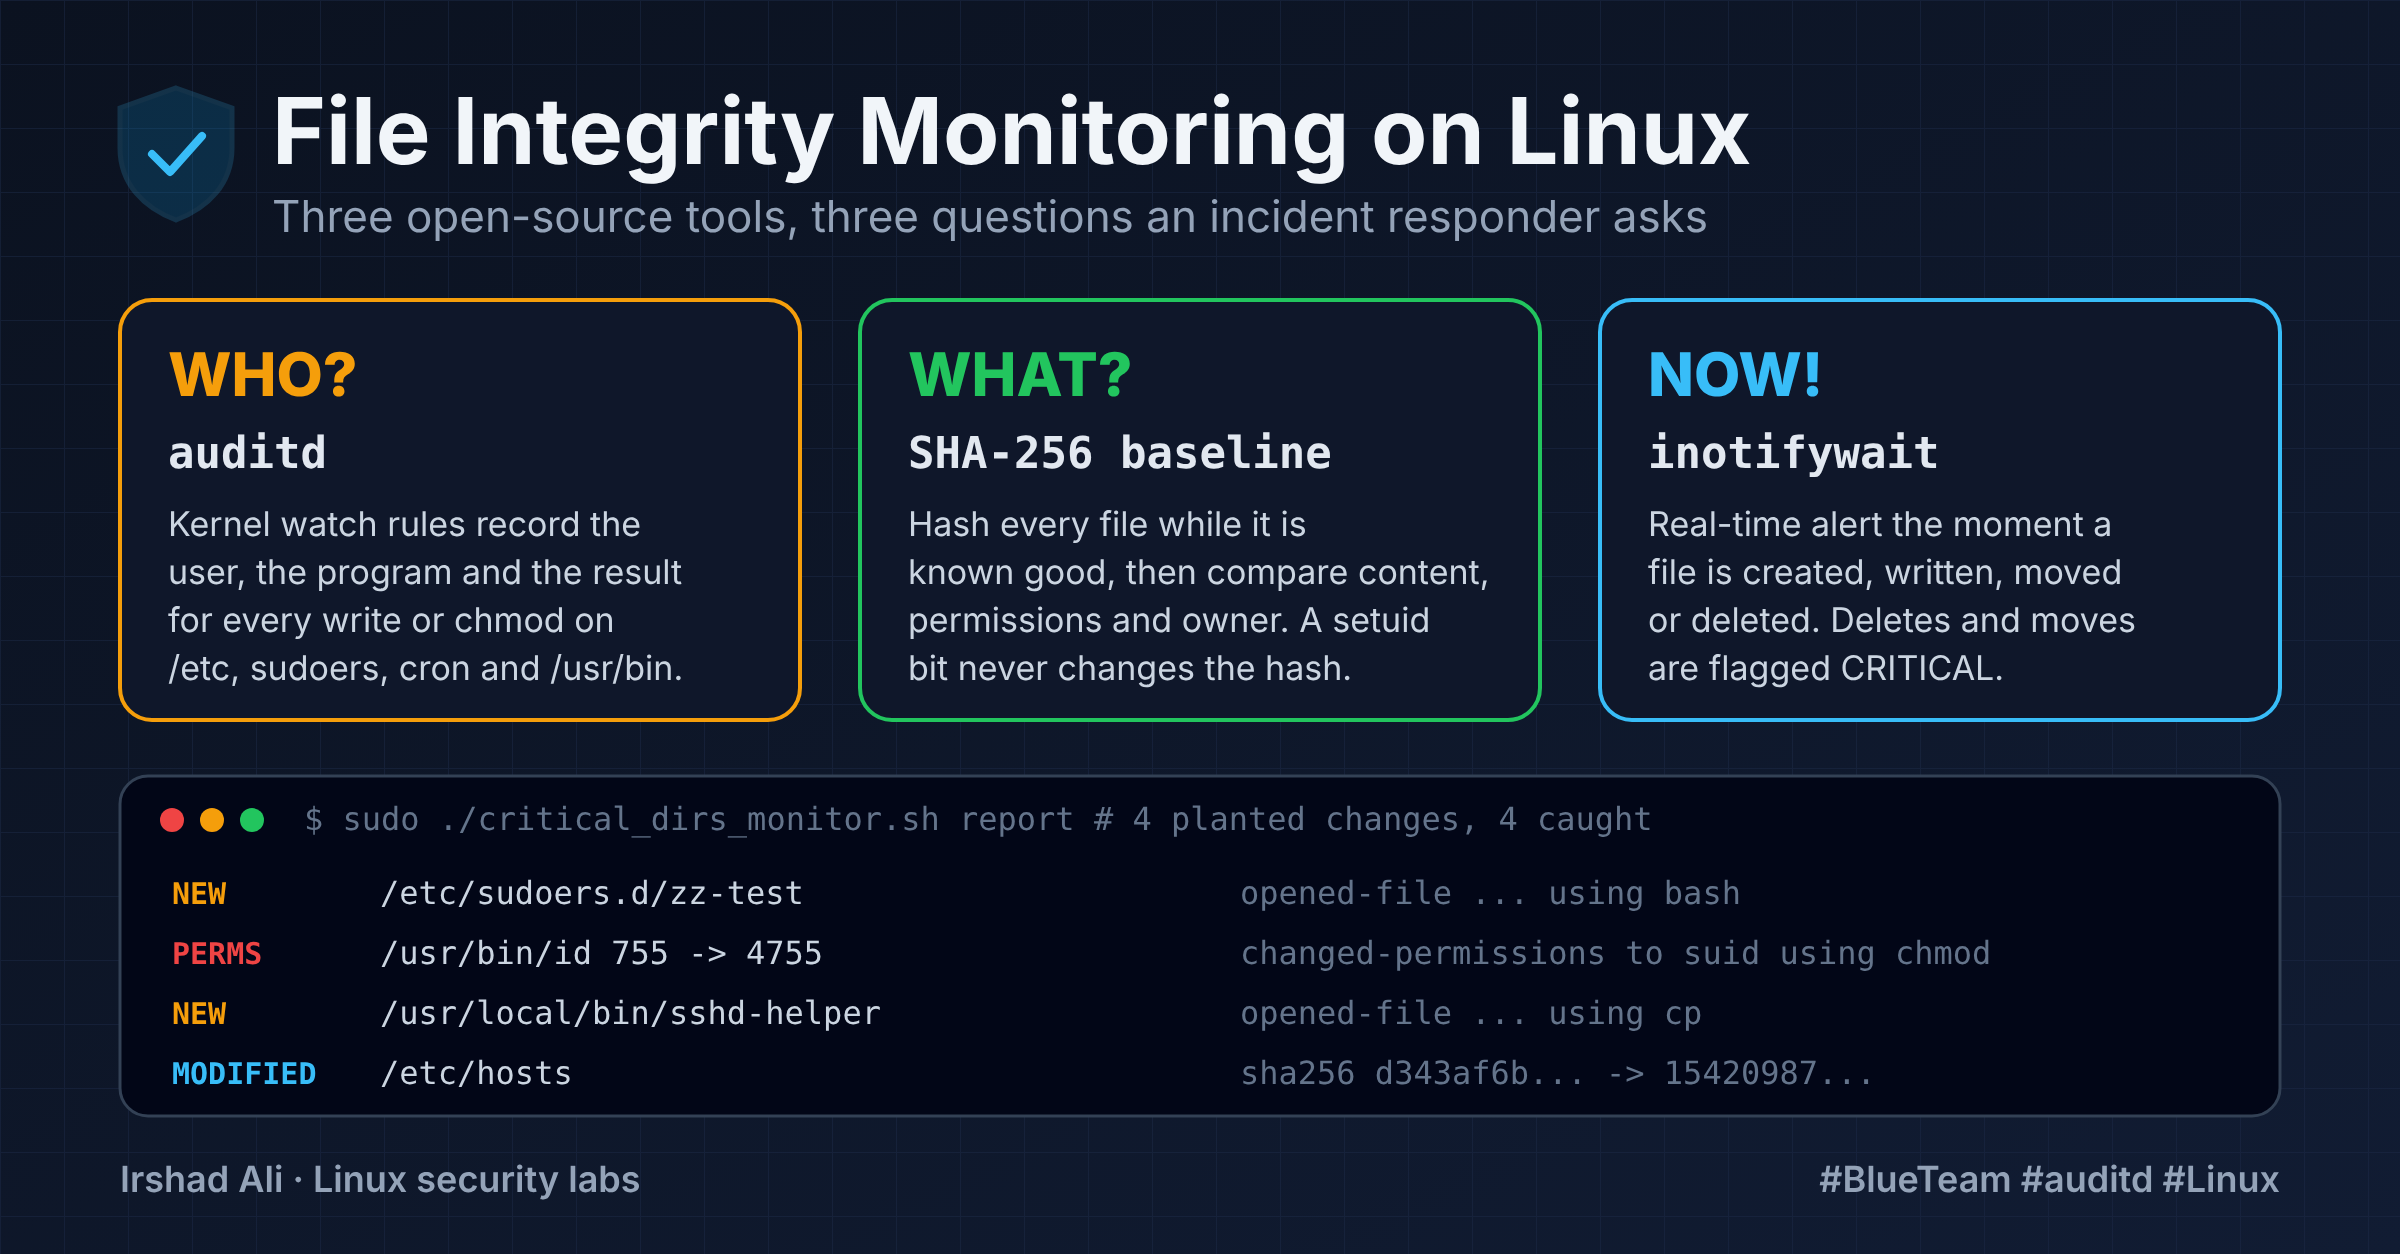 File Integrity Monitoring on Linux
Three open-source tools, three questions an incident responder asks
WHO?
auditd
Kernel watch rules record the
user, the program and the result
for every write or chmod on
/etc, sudoers, cron and /usr/bin.
WHAT?
SHA-256 baseline
Hash every file while it is
known good, then compare content,
permissions and owner. A setuid
bit never changes the hash.
NOW!
inotifywait
Real-time alert the moment a
file is created, written, moved
or deleted. Deletes and moves
are flagged CRITICAL.
$ sudo ./critical_dirs_monitor.sh report # 4 planted changes, 4 caught
NEW /etc/sudoers.d/zz-test opened-file ... using bash
PERMS /usr/bin/id 755 -> 4755 changed-permissions to suid using chmod
NEW /usr/local/bin/sshd-helper opened-file ... using cp
MODIFIED /etc/hosts sha256 d343af6b... -> 15420987...
Irshad Ali · Linux security labs
#BlueTeam #auditd #Linux